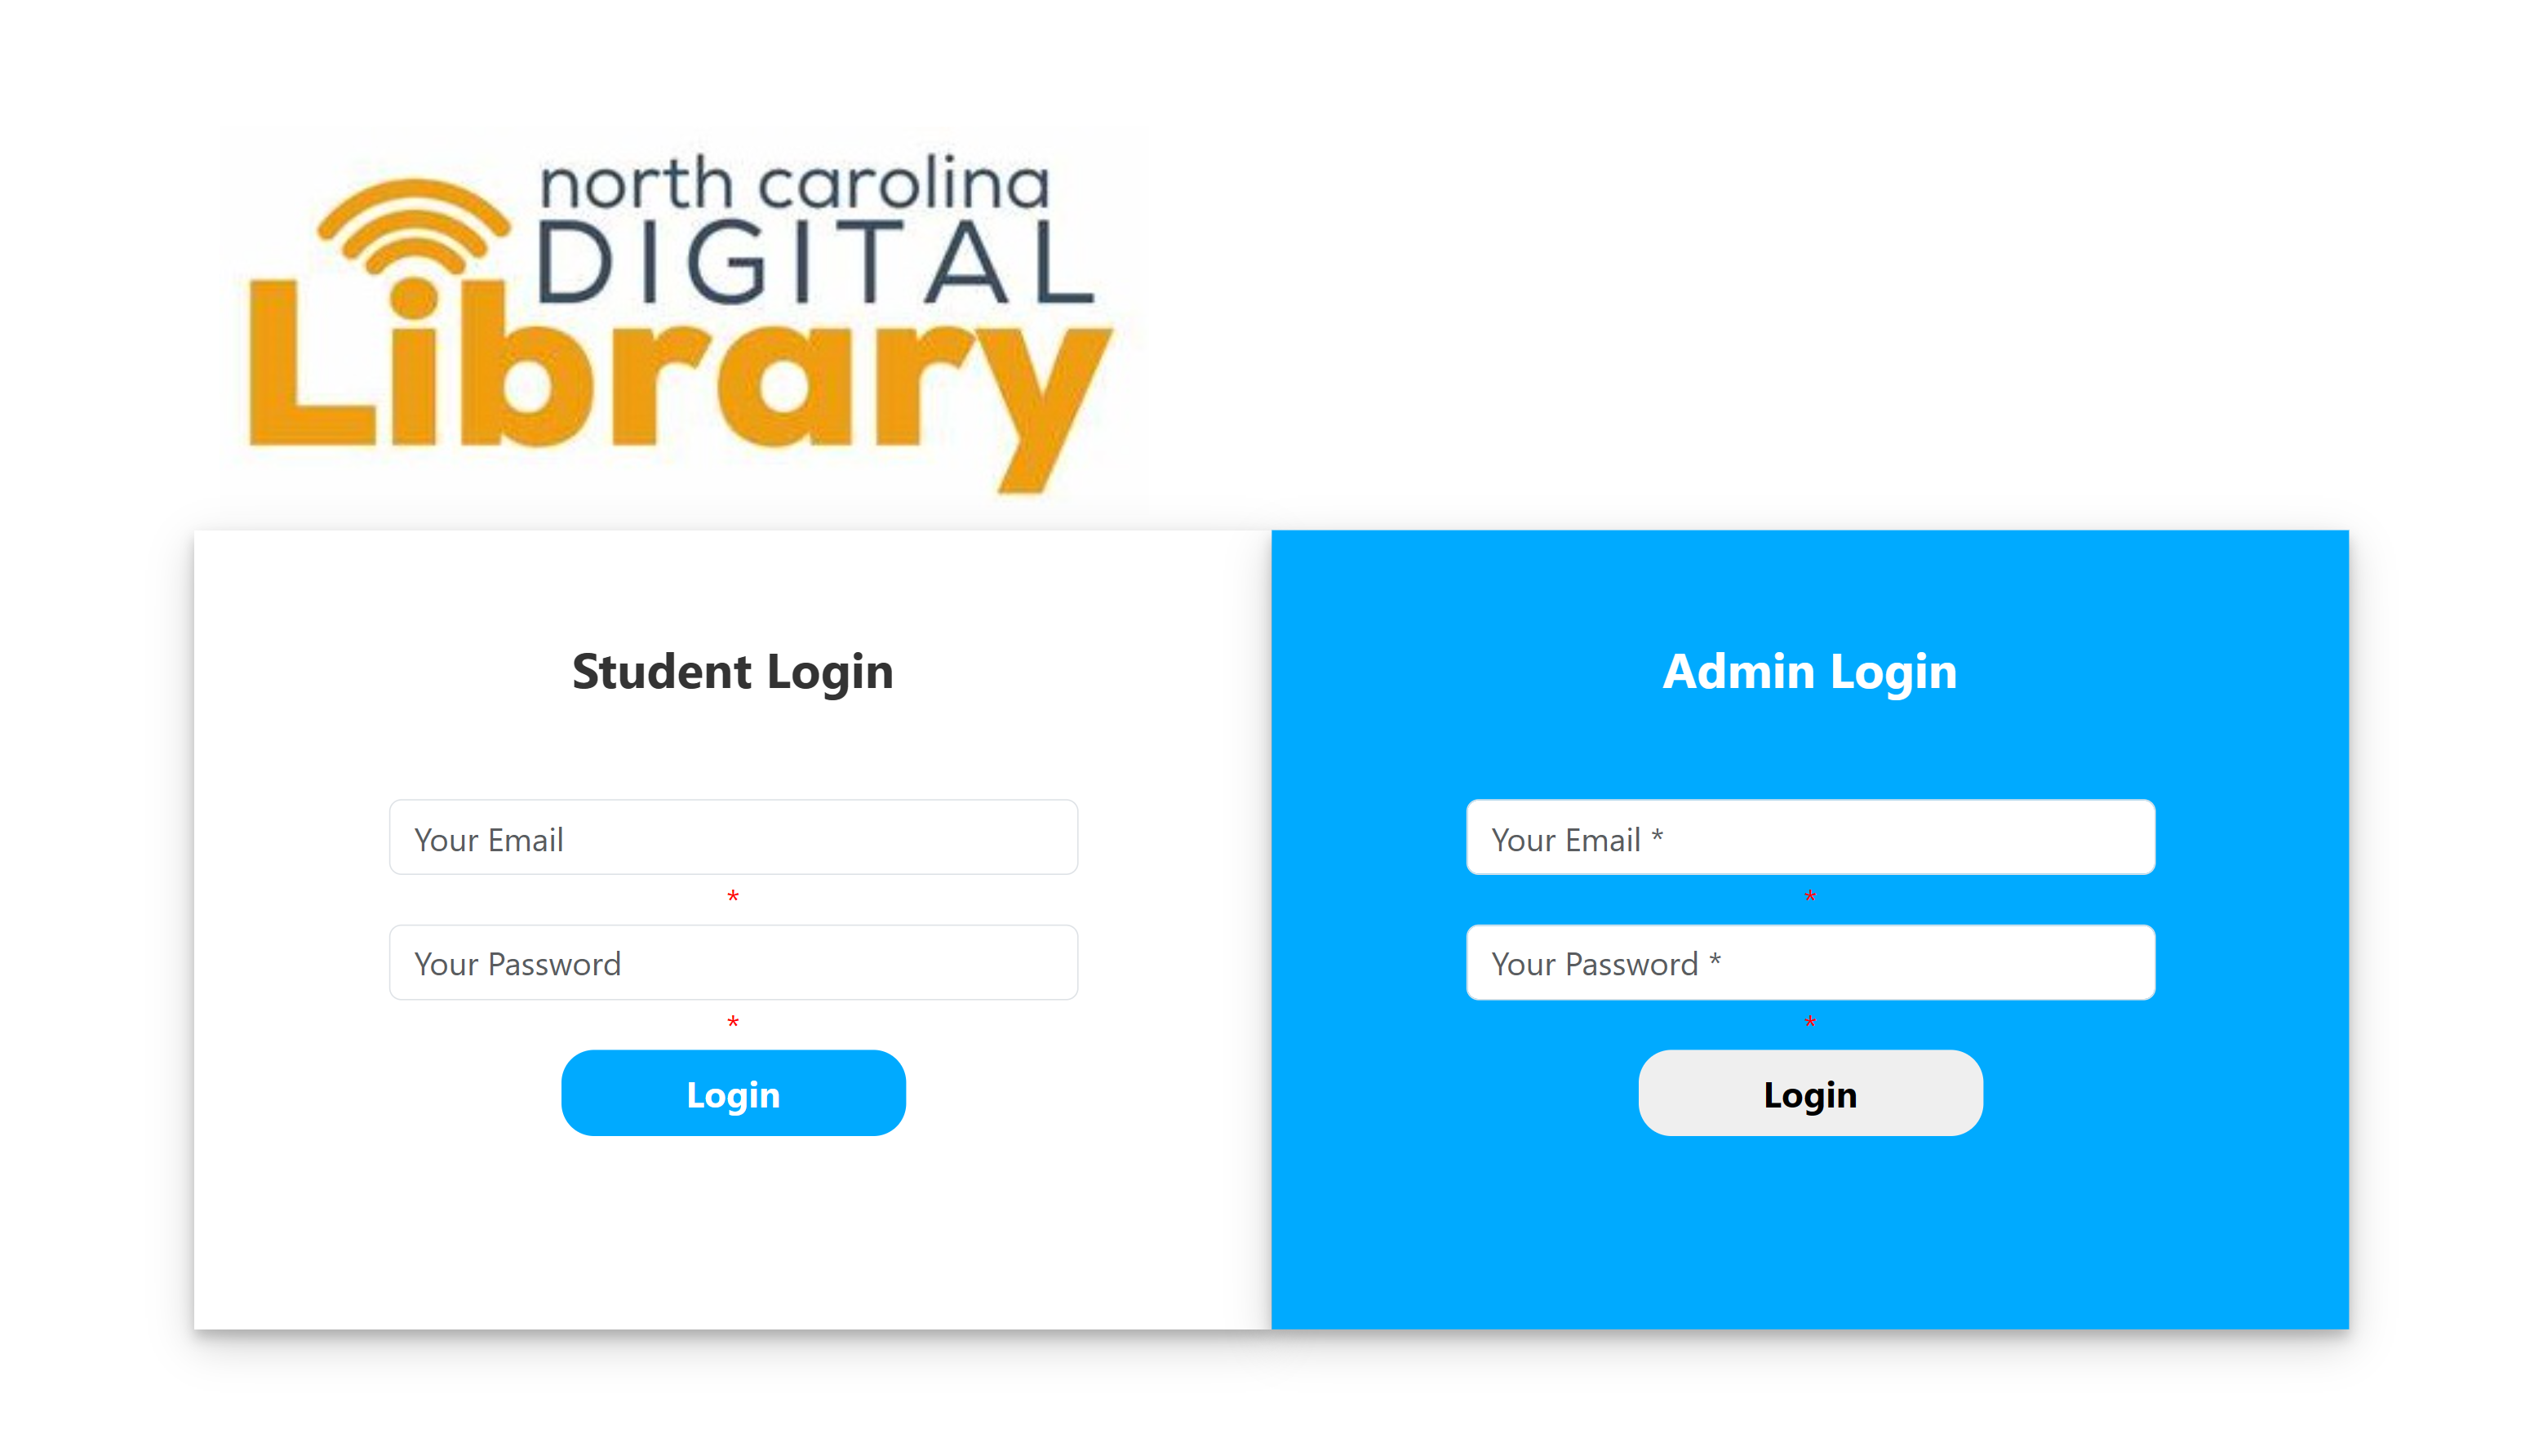 north carolina
DIGITAL
Library
Student Login
Your Email
*
Your Password
*
Login
Admin Login
Your Email *
*
Your Password *
*
Login